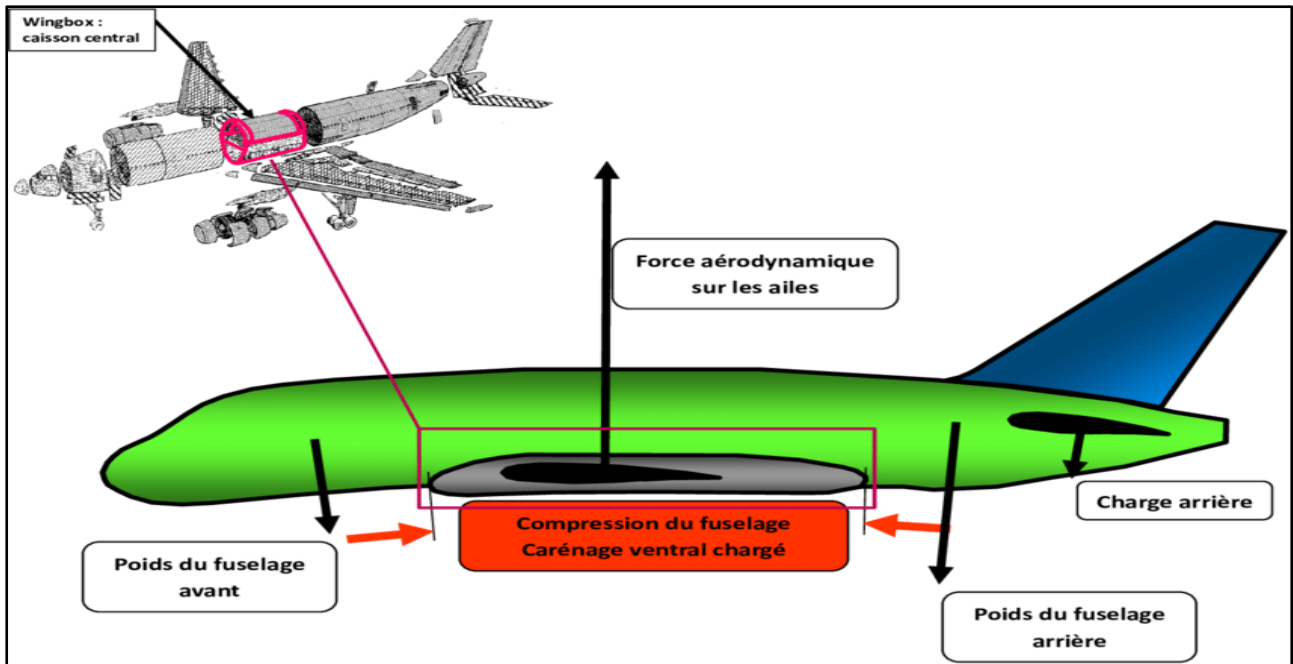 Wingbox :
caisson central
Force aérodynamique
sur les ailes
Compression du fuselage
Carénage ventral chargé
Charge arrière
Poids du fuselage
avant
Poids du fuselage
arrière